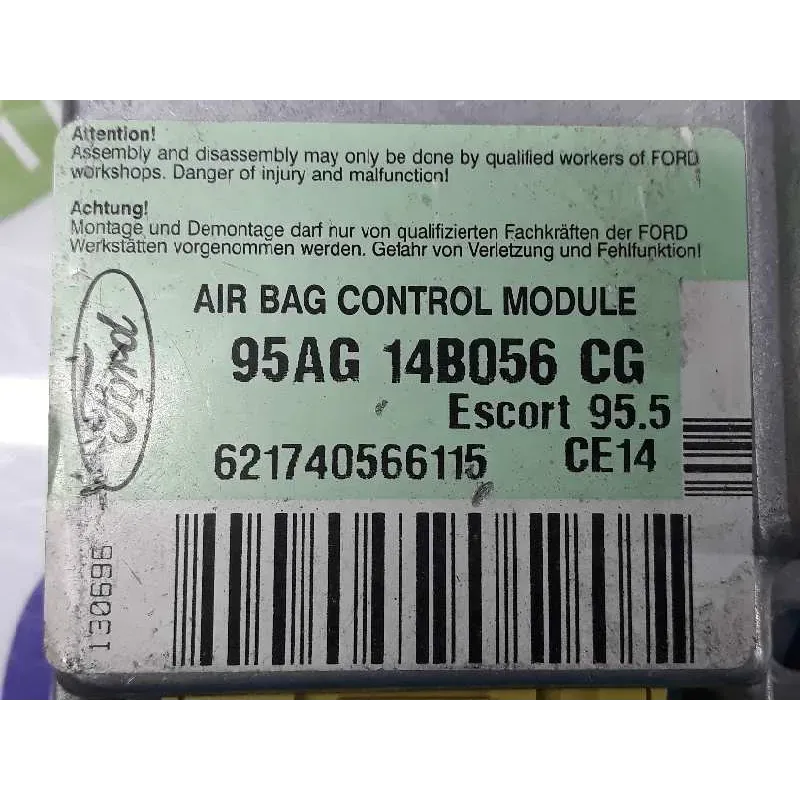 Attention!
Assembly and disassembly may only be done by qualified workers of FORD
workshops. Danger of injury and malfunction!
Achtung!
Montage und Demontage darf nur von qualifizierten Fachkräften der FORD
Werkstätten vorgenommen werden. Gefahr von Verletzung und Fehlfunktion!
Ford
AIR BAG CONTROL MODULE
95AG 14B056 CG
Escort 95.5
621740566115 CE14
130696